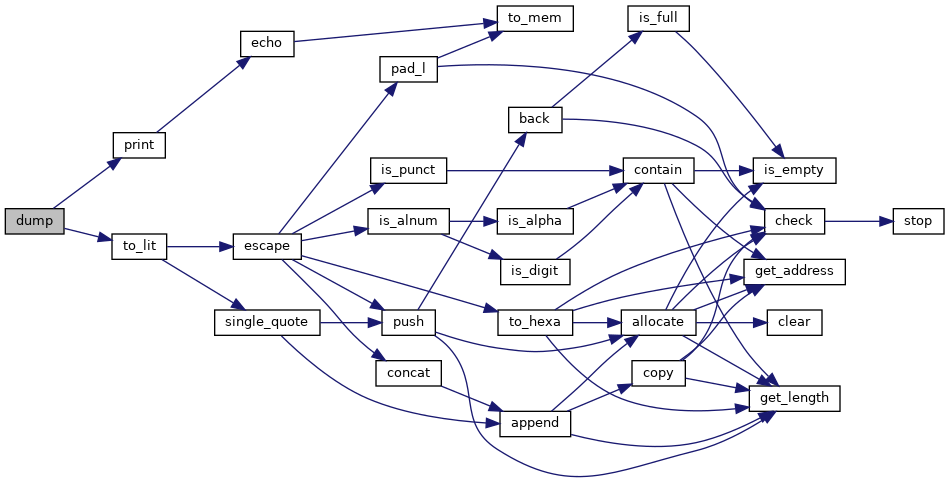 to_mem
is_full
echo
pad_l
back
print
is_punct
contain
is_empty
dump
is_alnum
is_alpha
check
stop
to_lit
escape
is_digit
get_address
single_quote
push
to_hexa
allocate
clear
concat
copy
get_length
append